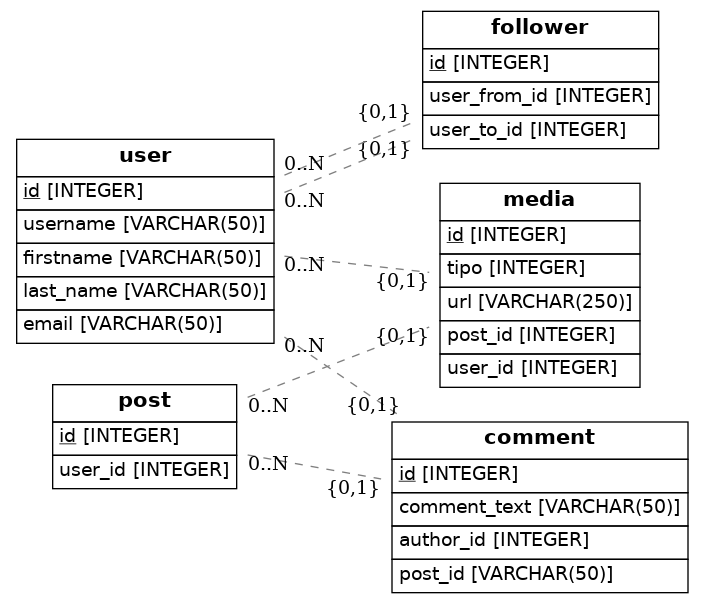 follower
id [INTEGER]
user_from_id [INTEGER]
user_to_id [INTEGER]
{0,1}
{0,1}
0..N
0..N
user
id [INTEGER]
username [VARCHAR(50)]
firstname [VARCHAR(50)]
last_name [VARCHAR(50)]
email [VARCHAR(50)]
media
id [INTEGER]
tipo [INTEGER]
url [VARCHAR(250)]
post_id [INTEGER]
user_id [INTEGER]
0..N
{0,1}
{0,1}
0..N
post
id [INTEGER]
user_id [INTEGER]
0..N
{0,1}
0..N
{0,1}
comment
id [INTEGER]
comment_text [VARCHAR(50)]
author_id [INTEGER]
post_id [VARCHAR(50)]